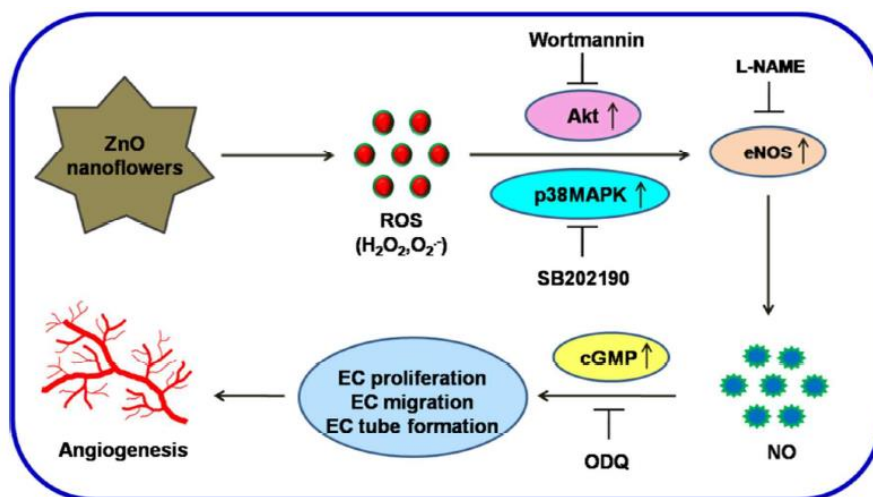 Wortmannin
L-NAME
ZnO
nanoflowers
Akt ↑
eNOS ↑
p38MAPK ↑
ROS
(H₂O₂,O₂·-)
SB202190
cGMP ↑
EC proliferation
EC migration
EC tube formation
Angiogenesis
ODQ
NO